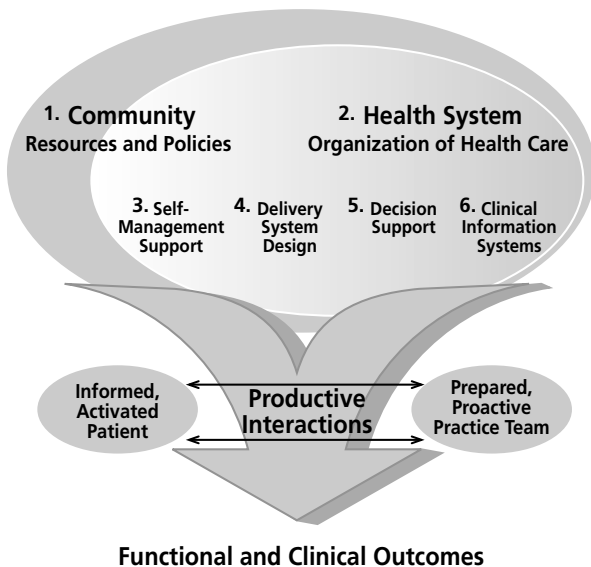 1. Community
Resources and Policies
2. Health System
Organization of Health Care
3. Self-
Management
Support
4. Delivery
System
Design
5. Decision
Support
6. Clinical
Information
Systems
Informed,
Activated
Patient
Productive
Interactions
Prepared,
Proactive
Practice Team
Functional and Clinical Outcomes